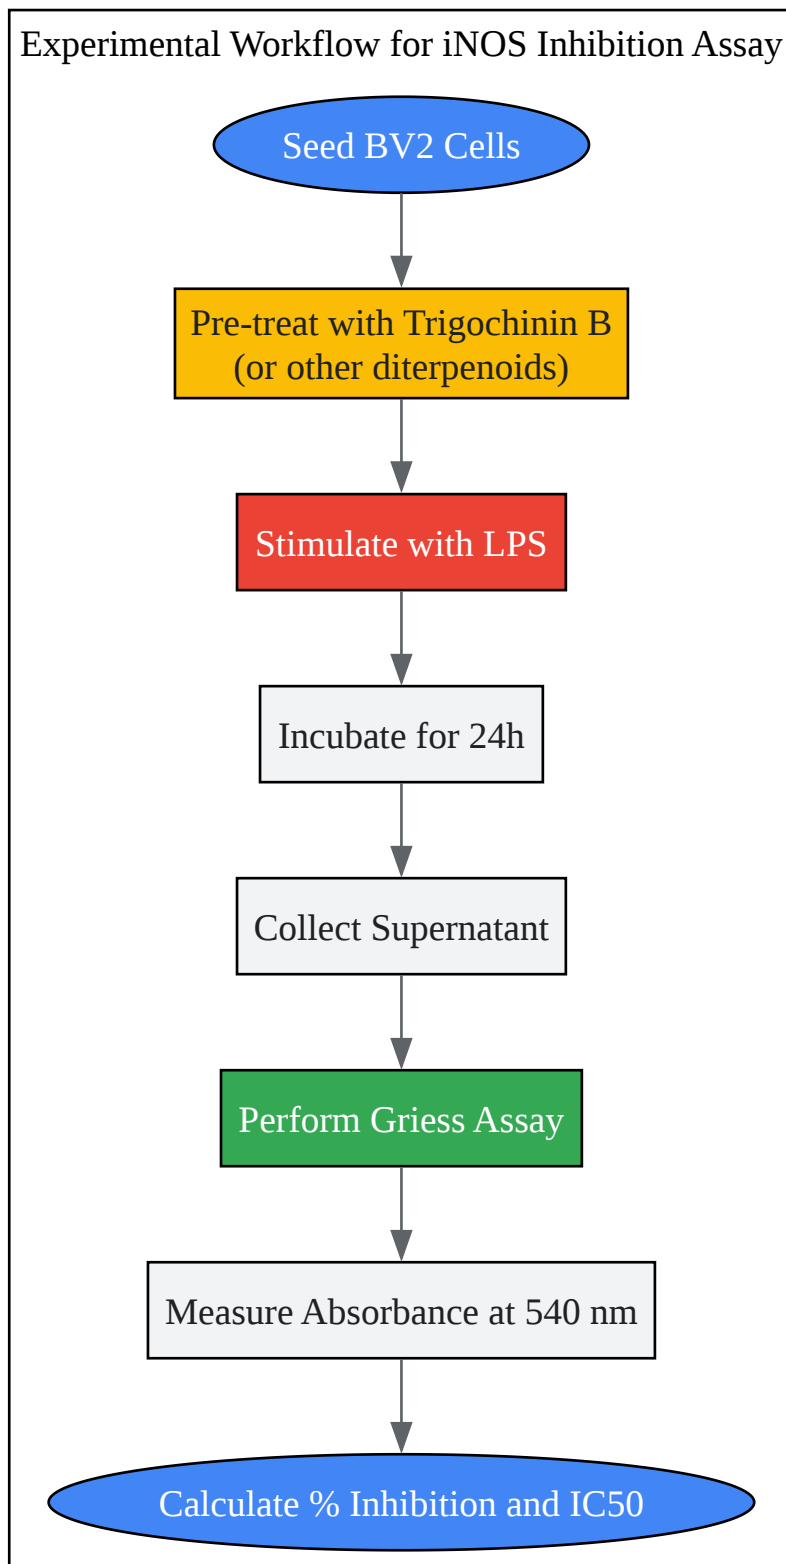 Experimental Workflow for iNOS Inhibition Assay
Seed BV2 Cells
Pre-treat with Trigochinin B
(or other diterpenoids)
Stimulate with LPS
Incubate for 24h
Collect Supernatant
Perform Griess Assay
Measure Absorbance at 540 nm
Calculate % Inhibition and IC50